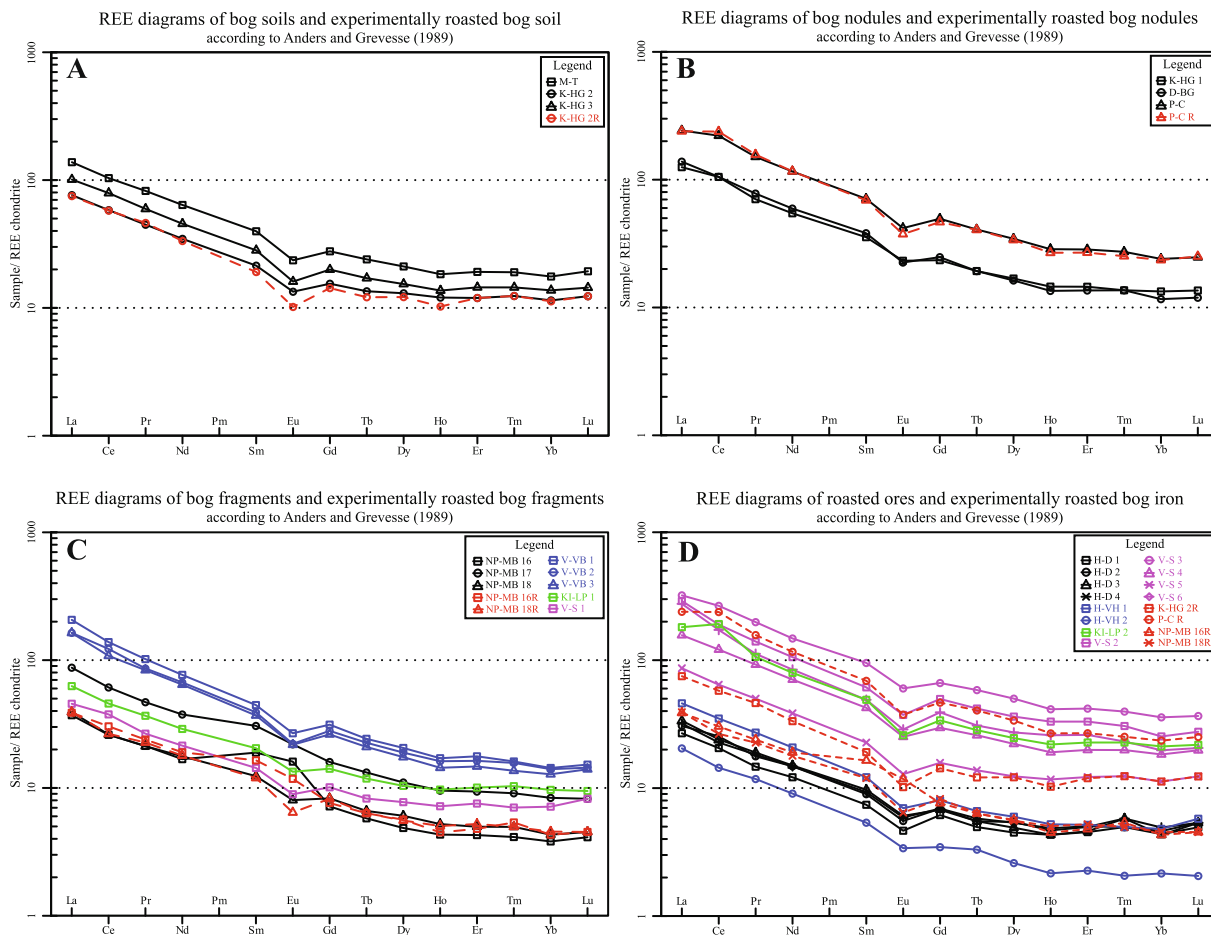 REE diagrams of bog soils and experimentally roasted bog soil
according to Anders and Grevesse (1989)
A
Legend
M-T
K-HG 2
K-HG 3
K-HG 2R
Sample/ REE chondrite
1000
100
10
1
La
Ce
Pr
Nd
Pm
Sm
Eu
Gd
Tb
Dy
Ho
Er
Tm
Yb
Lu
REE diagrams of bog nodules and experimentally roasted bog nodules
according to Anders and Grevesse (1989)
B
Legend
K-HG 1
D-BG
P-C
P-C R
Sample/ REE chondrite
1000
100
10
1
La
Ce
Pr
Nd
Pm
Sm
Eu
Gd
Tb
Dy
Ho
Er
Tm
Yb
Lu
REE diagrams of bog fragments and experimentally roasted bog fragments
according to Anders and Grevesse (1989)
C
Legend
NP-MB 16
NP-MB 17
NP-MB 18
NP-MB 16R
NP-MB 18R
V-VB 1
V-VB 2
V-VB 3
KI-LP 1
V-S 1
Sample/ REE chondrite
1000
100
10
1
La
Ce
Pr
Nd
Pm
Sm
Eu
Gd
Tb
Dy
Ho
Er
Tm
Yb
Lu
REE diagrams of roasted ores and experimentally roasted bog iron
according to Anders and Grevesse (1989)
D
Legend
H-D 1
H-D 2
H-D 3
H-D 4
H-VH 1
H-VH 2
KI-LP 2
V-S 2
V-S 3
V-S 4
V-S 5
V-S 6
K-HG 2R
P-C R
NP-MB 16R
NP-MB 18R
Sample/ REE chondrite
1000
100
10
1
La
Ce
Pr
Nd
Pm
Sm
Eu
Gd
Tb
Dy
Ho
Er
Tm
Yb
Lu